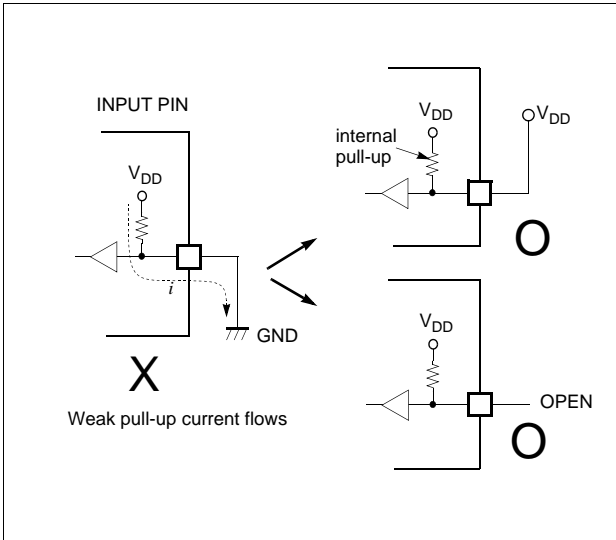 INPUT PIN
VDD
i
GND
X
Weak pull-up current flows
VDD
internal
pull-up
VDD
O
VDD
OPEN
O